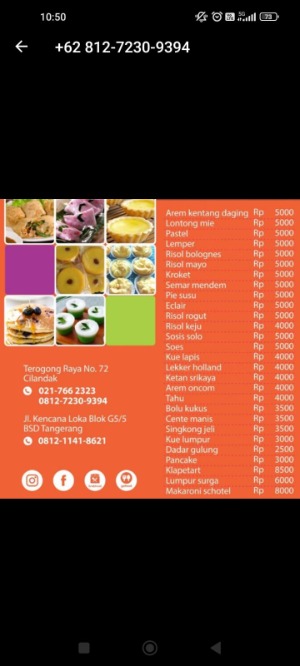 10:50
5G
73
+62 812-7230-9394
Arem kentang daging Rp 5000
Lontong mie Rp 5000
Pastel Rp 5000
Lemper Rp 5000
Risol bolognes Rp 5000
Risol mayo Rp 5000
Kroket Rp 5000
Semar mendem Rp 5000
Pie susu Rp 5000
Eclair Rp 5000
Risol rogut Rp 5000
Risol keju Rp 4000
Sosis solo Rp 5000
Soes Rp 5000
Kue lapis Rp 4000
Lekker holland Rp 4000
Ketan srikaya Rp 4000
Arem oncom Rp 4000
Tahu Rp 4000
Bolu kukus Rp 3500
Cente manis Rp 3500
Singkong jeli Rp 3500
Kue lumpur Rp 3000
Dadar gulung Rp 2500
Pancake Rp 3000
Klapetart Rp 8500
Lumpur surga Rp 6000
Makaroni schotel Rp 8000
Terogong Raya No. 72
Cilandak
021-766 2323
0812-7230-9394
Jl. Kencana Loka Blok G5/5
BSD Tangerang
0812-1141-8621